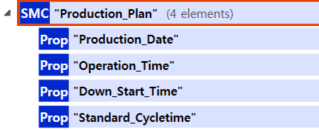 SMC "Production_Plan" (4 elements)
Prop "Production_Date"
Prop "Operation_Time"
Prop "Down_Start_Time"
Prop "Standard_Cycletime"